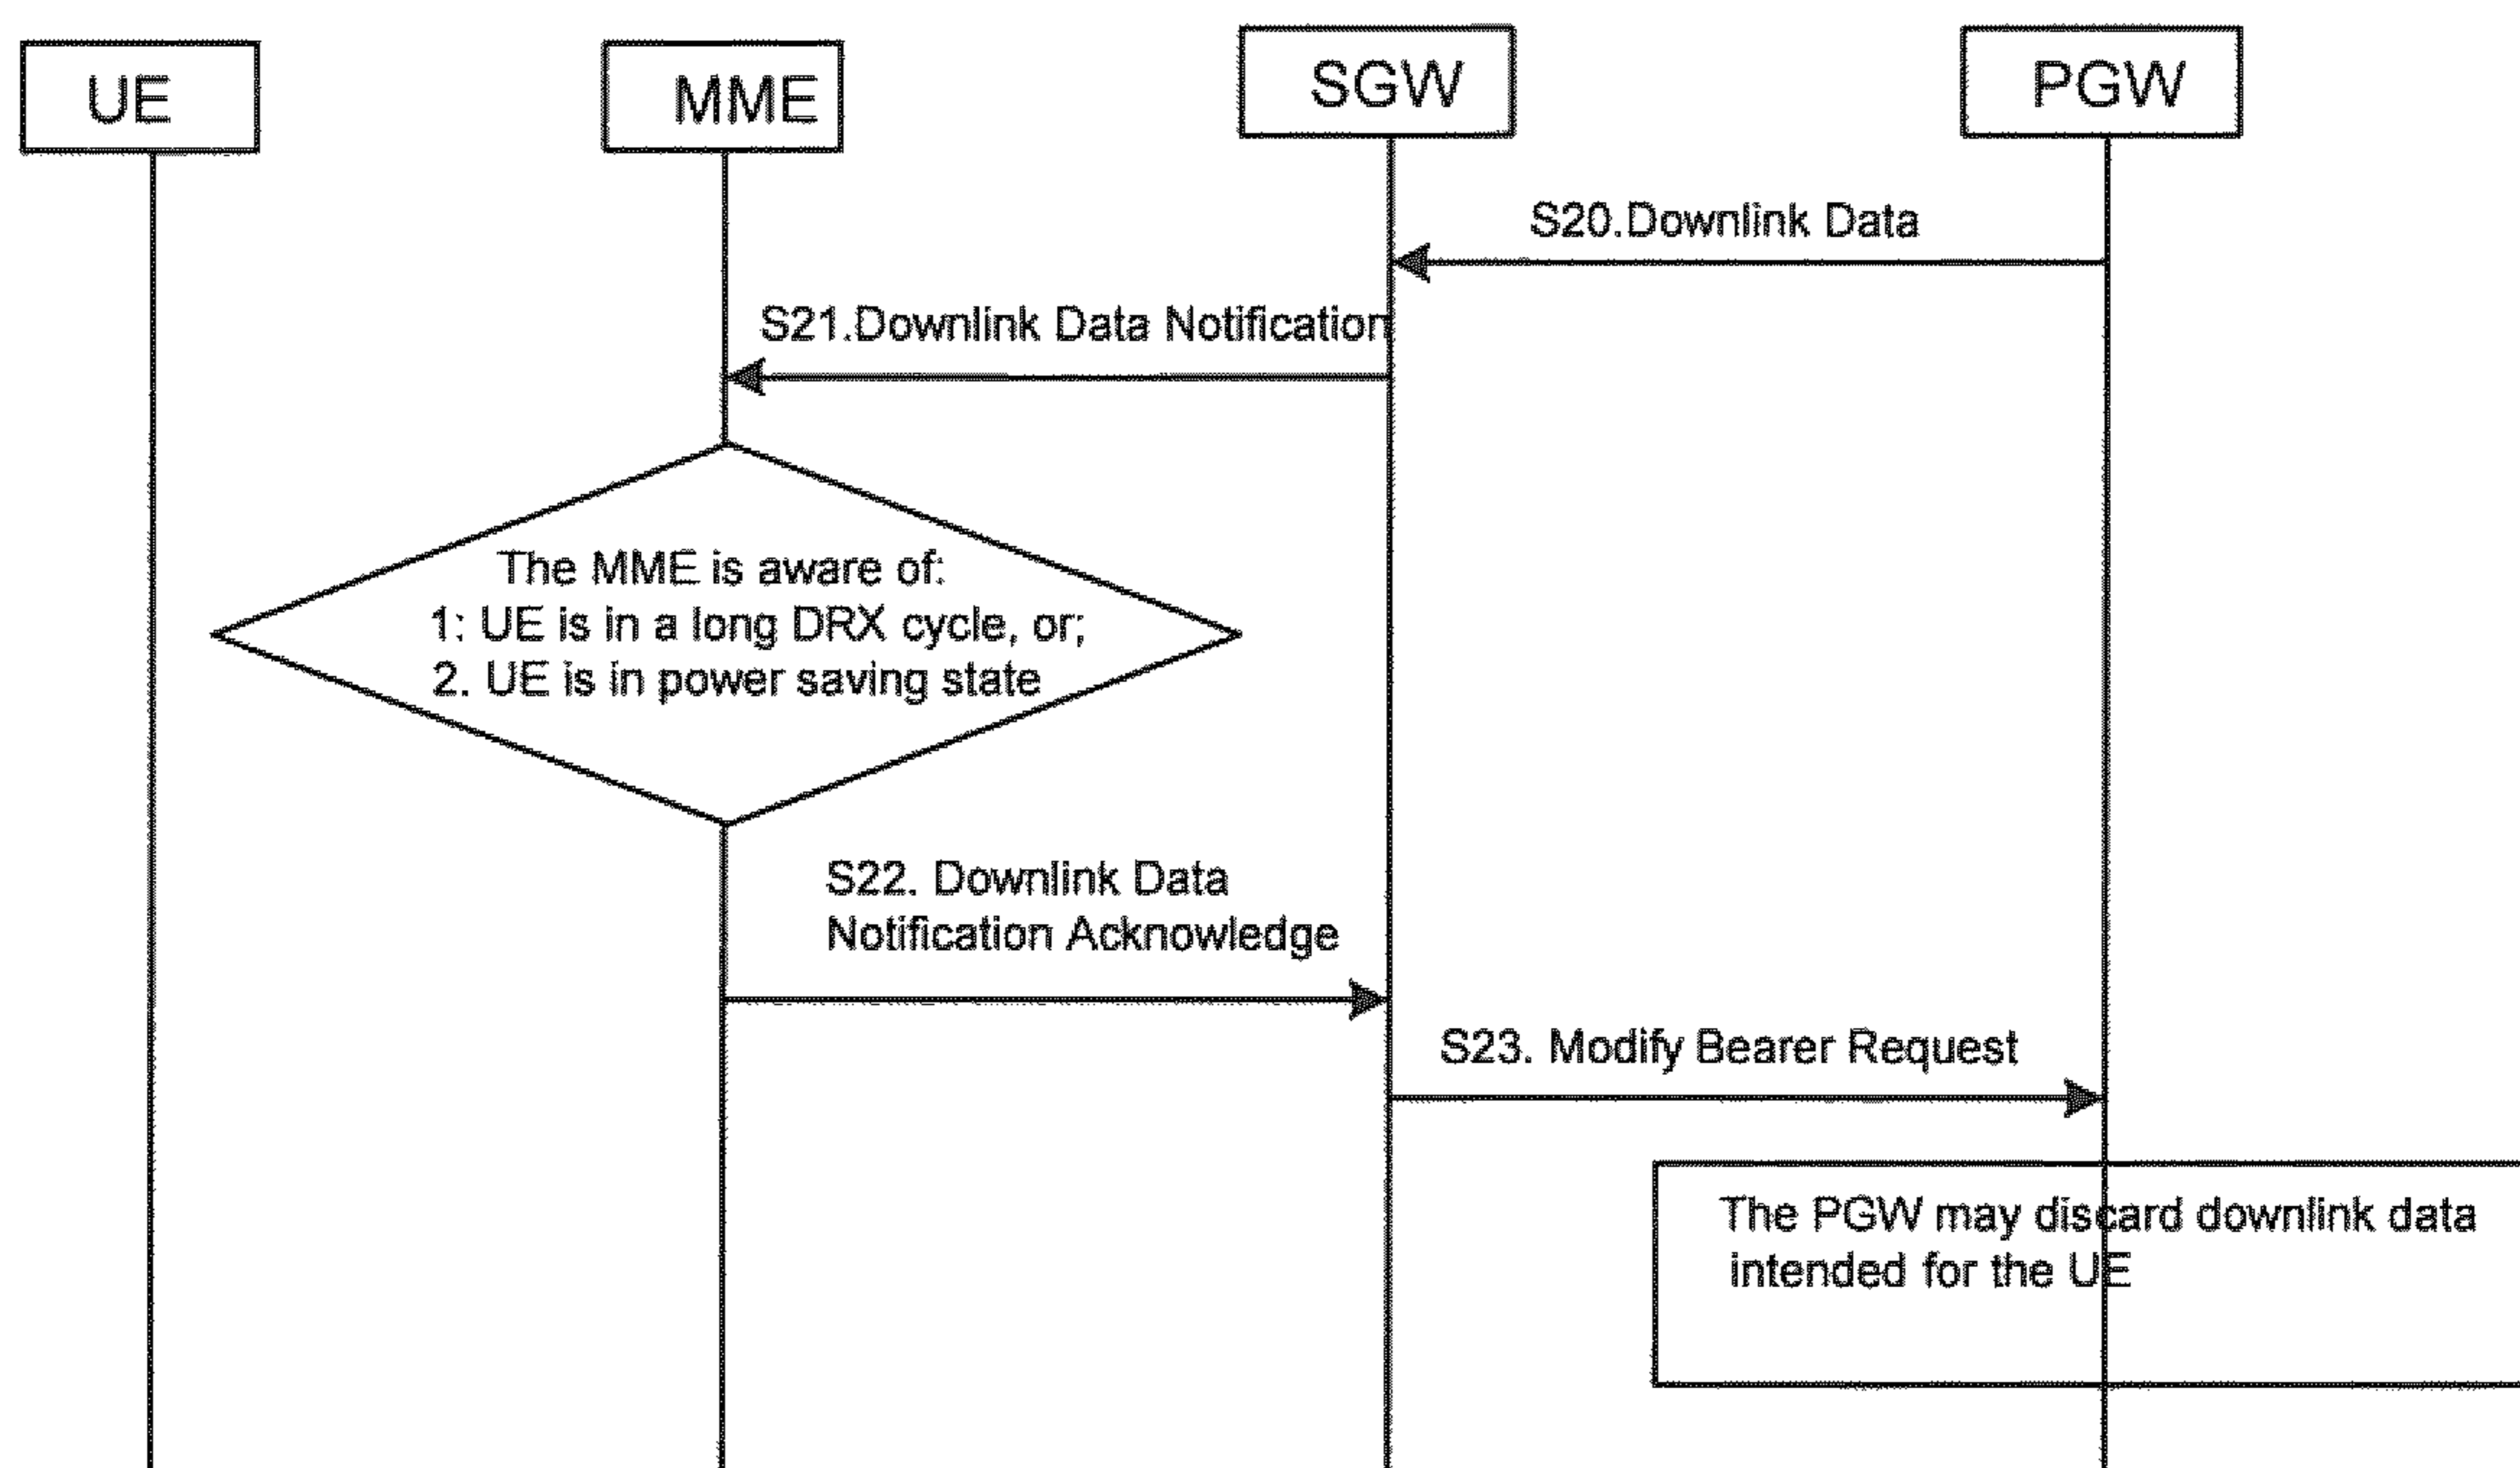 UE
MME
SGW
PGW
S20.Downlink Data
S21.Downlink Data Notification
The MME is aware of:
1: UE is in a long DRX cycle, or;
2. UE is in power saving state
S22. Downlink Data
Notification Acknowledge
S23. Modify Bearer Request
The PGW may discard downlink data
intended for the UE